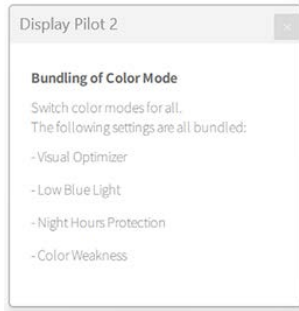 Display Pilot 2
Bundling of Color Mode
Switch color modes for all.
The following settings are all bundled:
- Visual Optimizer
- Low Blue Light
- Night Hours Protection
- Color Weakness